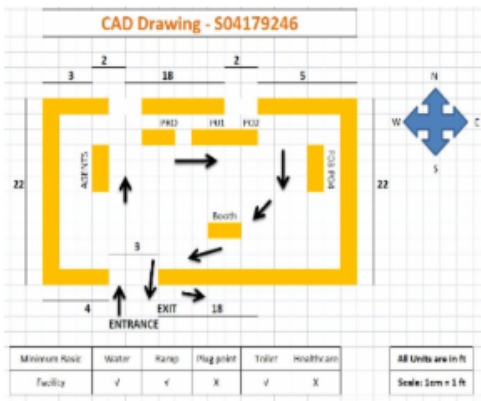 CAD Drawing - S04179246
2 2
3 18 5
N
W E
S
PRO PO1 PO2
AGENTS
PO3 PO4
22 22
Booth
3
4 EXIT 18
ENTRANCE
Minimum Basic Water Ramp Plug point Toilet Healthcare
Facility √ √ X √ X
All Units are in ft
Scale: 1cm = 1 ft